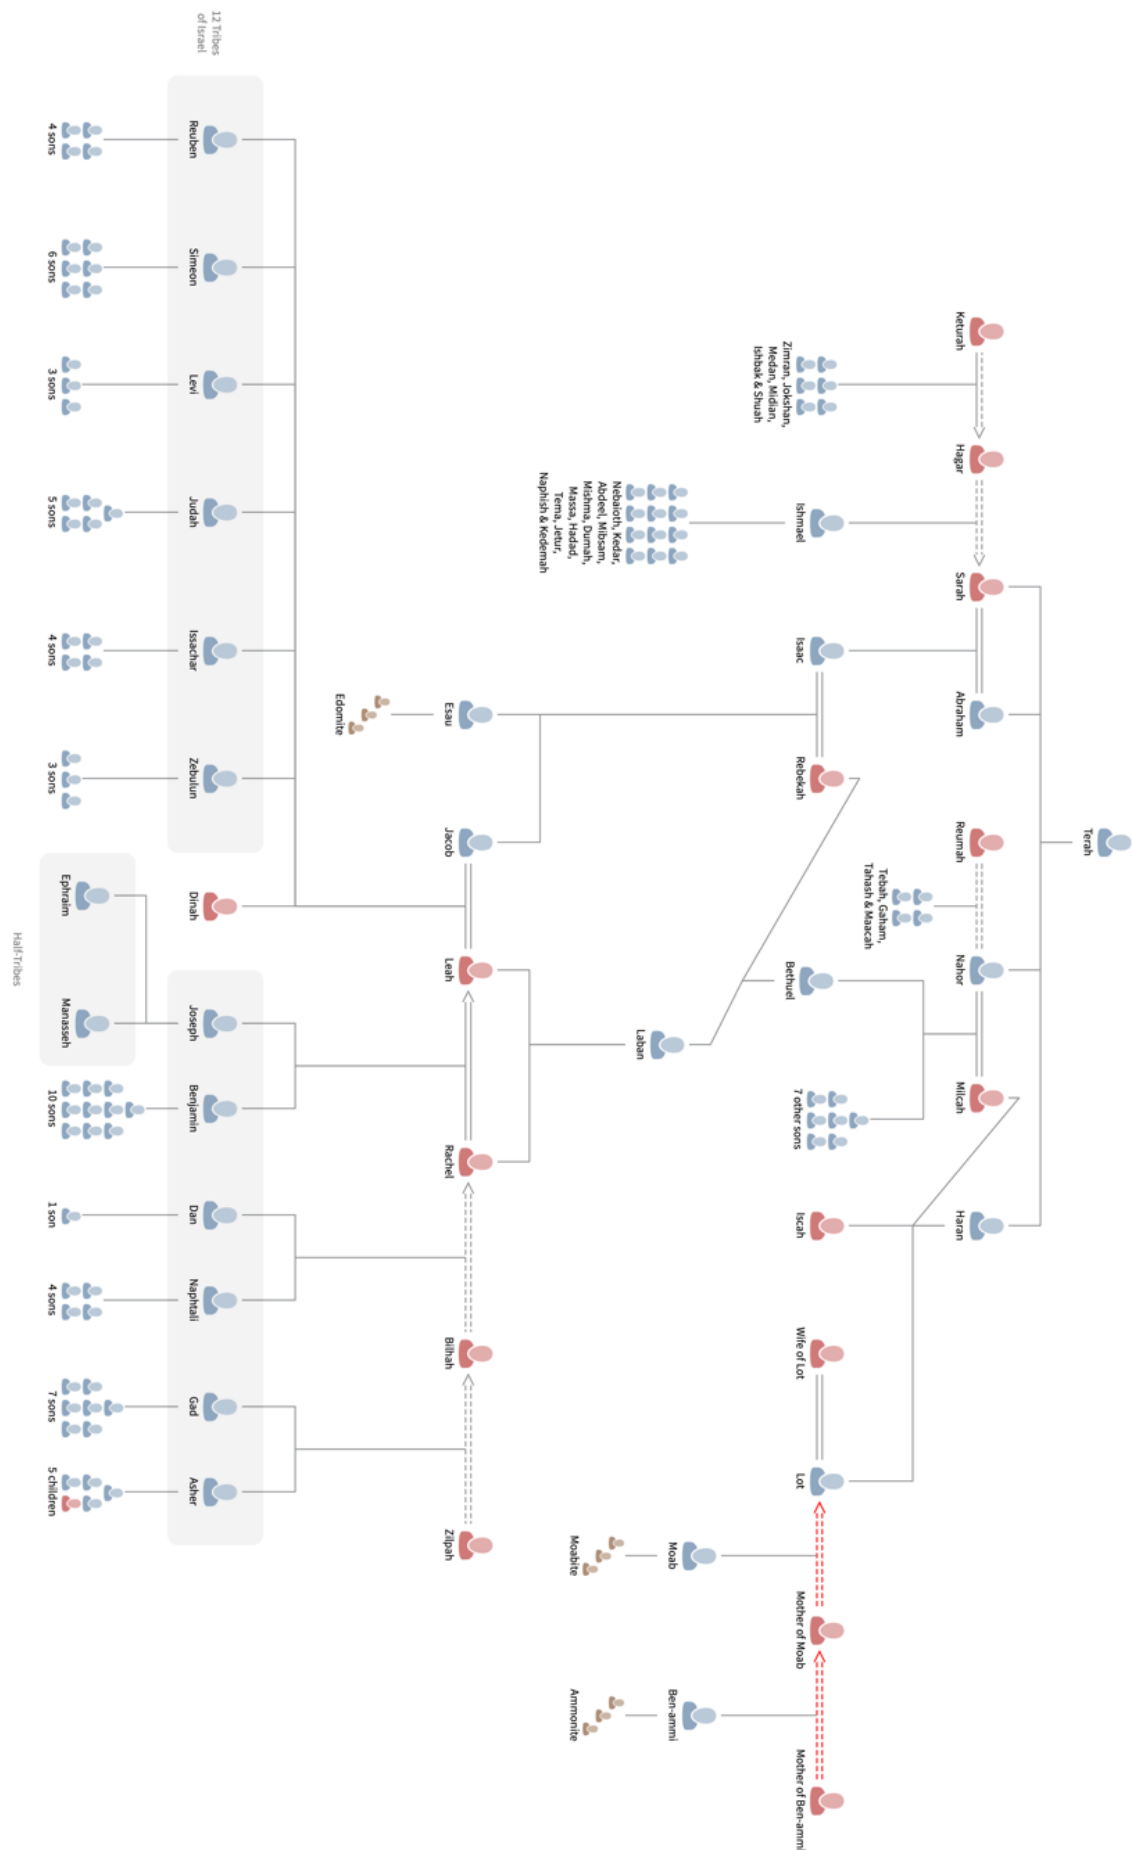 Terah
Keturah
Hagar
Sarah
Abraham
Reumah
Nahor
Milcah
Haran
Zimran, Jokshan,
Medan, Midian,
Ishbak & Shuah
Ishmael
Isaac
Rebekah
Tebah, Gaham,
Tahash & Maacah
Bethuel
7 other sons
Iscah
Wife of Lot
Lot
Mother of Moab
Mother of Ben-ammi
Nebaioth, Kedar,
Abdeel, Mibsam,
Mishma, Dumah,
Massa, Hadad,
Tema, Jetur,
Naphish & Kedemah
Laban
Moab
Ben-ammi
Moabite
Ammonite
Esau
Jacob
Leah
Rachel
Bilhah
Zilpah
Edomite
12 Tribes
of Israel
Reuben
Simeon
Levi
Judah
Issachar
Zebulun
Dinah
Joseph
Benjamin
Dan
Naphtali
Gad
Asher
4 sons
6 sons
3 sons
5 sons
4 sons
3 sons
Ephraim
Manasseh
10 sons
1 son
4 sons
7 sons
5 children
Half-Tribes